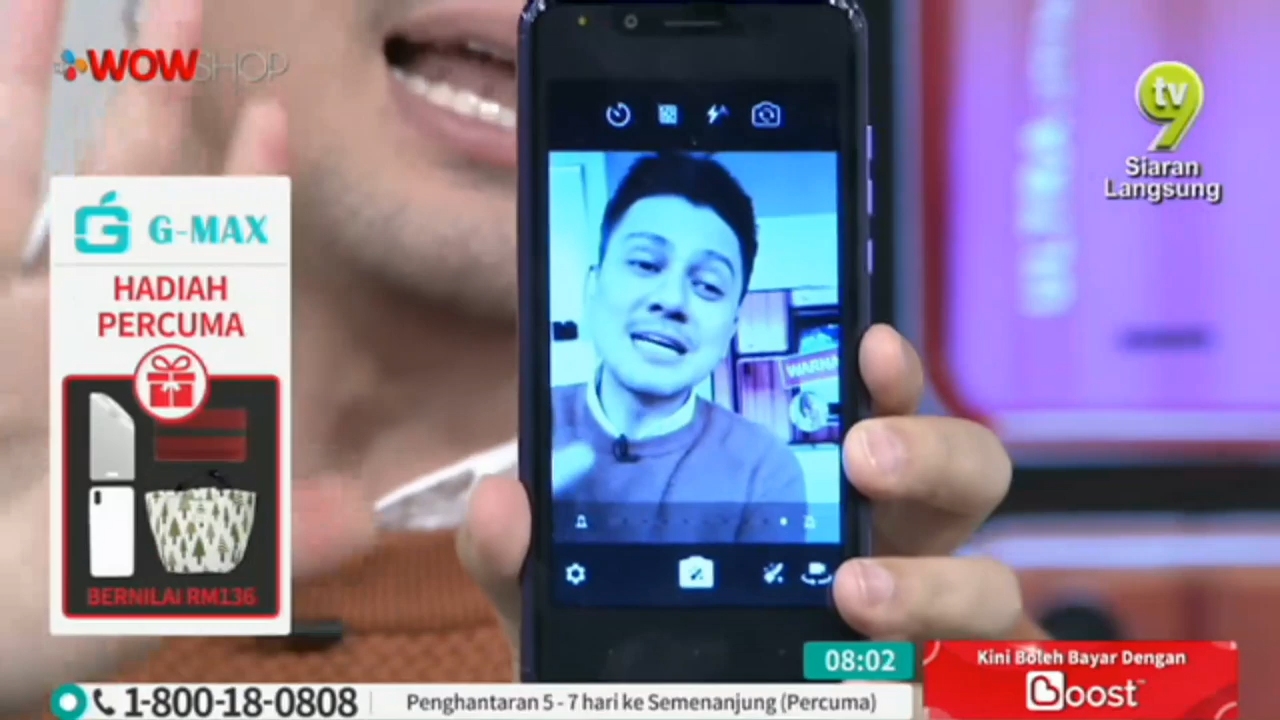 WOWSHOP
tv9
Siaran
Langsung
G-MAX
HADIAH
PERCUMA
WARNA
BERNILAI RM136
08:02
Kini Boleh Bayar Dengan
Boost
1-800-18-0808
Penghantaran 5 - 7 hari ke Semenanjung (Percuma)